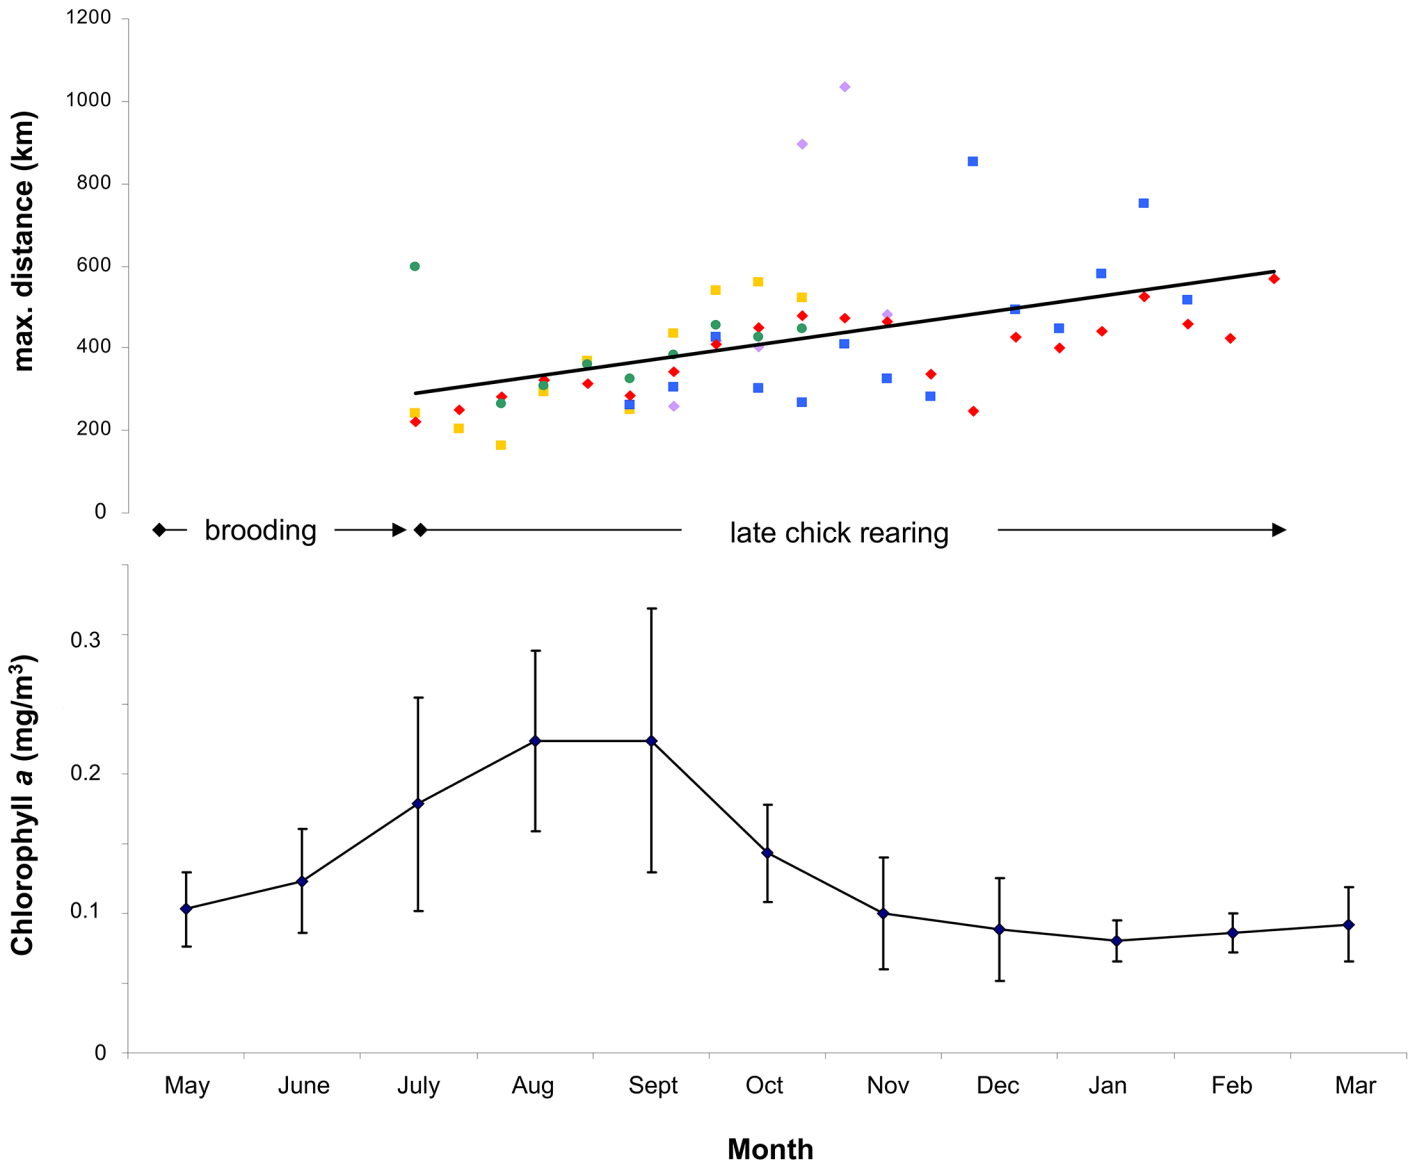 max. distance (km)
1200
1000
800
600
400
200
0
brooding
late chick rearing
Chlorophyll a (mg/m³)
0.3
0.2
0.1
0
May June July Aug Sept Oct Nov Dec Jan Feb Mar
Month